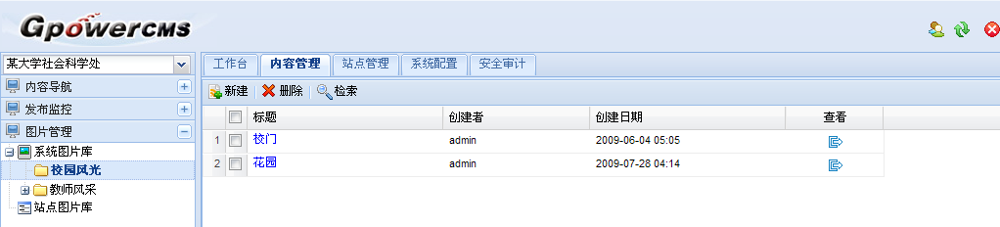 GpowerCMS
某大学社会科学处
工作台 内容管理 站点管理 系统配置 安全审计
内容导航
新建 删除 检索
发布监控
标题 创建者 创建日期 查看
图片管理
1 校门 admin 2009-06-04 05:05
系统图片库
2 花园 admin 2009-07-28 04:14
校园风光
教师风采
站点图片库